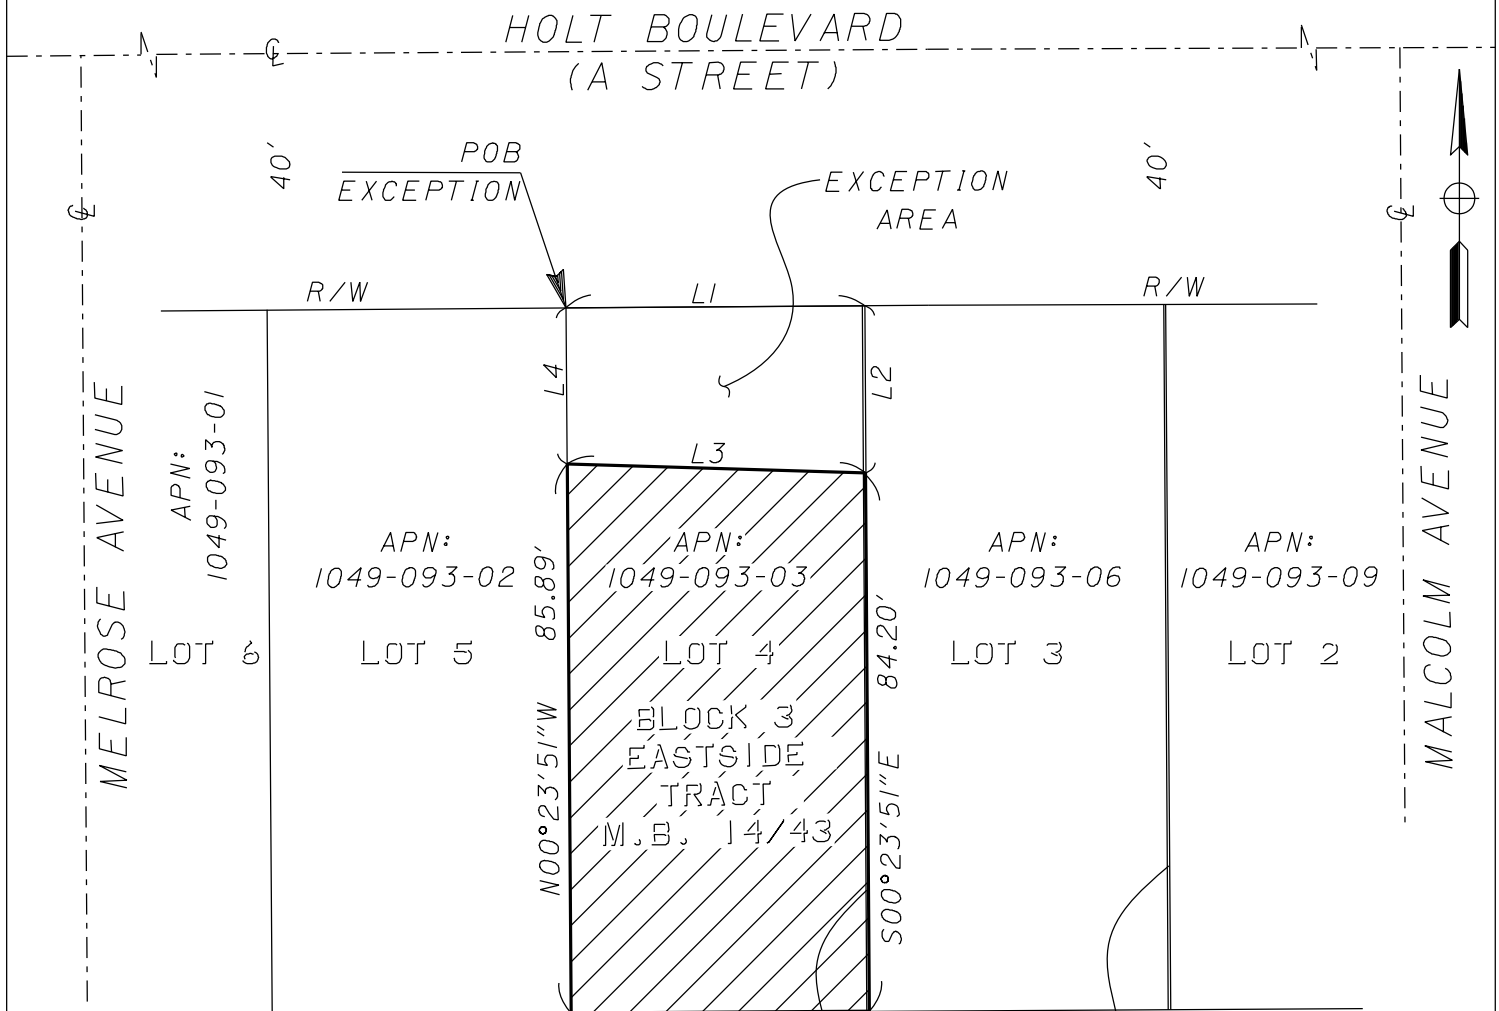 HOLT BOULEVARD
(A STREET)
40'
POB
EXCEPTION
EXCEPTION
AREA
40'
R/W
L1
R/W
L4
L2
L3
MELROSE AVENUE
APN:
1049-093-01
LOT 6
APN:
1049-093-02
LOT 5
N00°23'51"W 85.89'
APN:
1049-093-03
LOT 4
BLOCK 3
EASTSIDE
TRACT
M.B. 14/43
S00°23'51"E 84.20'
APN:
1049-093-06
LOT 3
APN:
1049-093-09
LOT 2
MALCOLM AVENUE